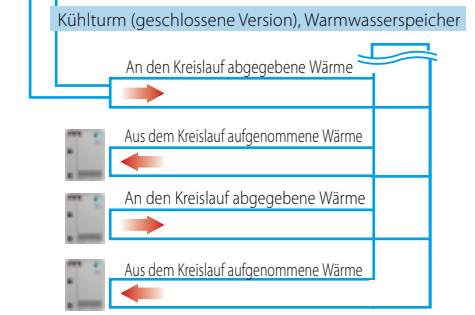 Kühlturm (geschlossene Version), Warmwasserspeicher
An den Kreislauf abgegebene Wärme
Aus dem Kreislauf aufgenommene Wärme
An den Kreislauf abgegebene Wärme
Aus dem Kreislauf aufgenommene Wärme